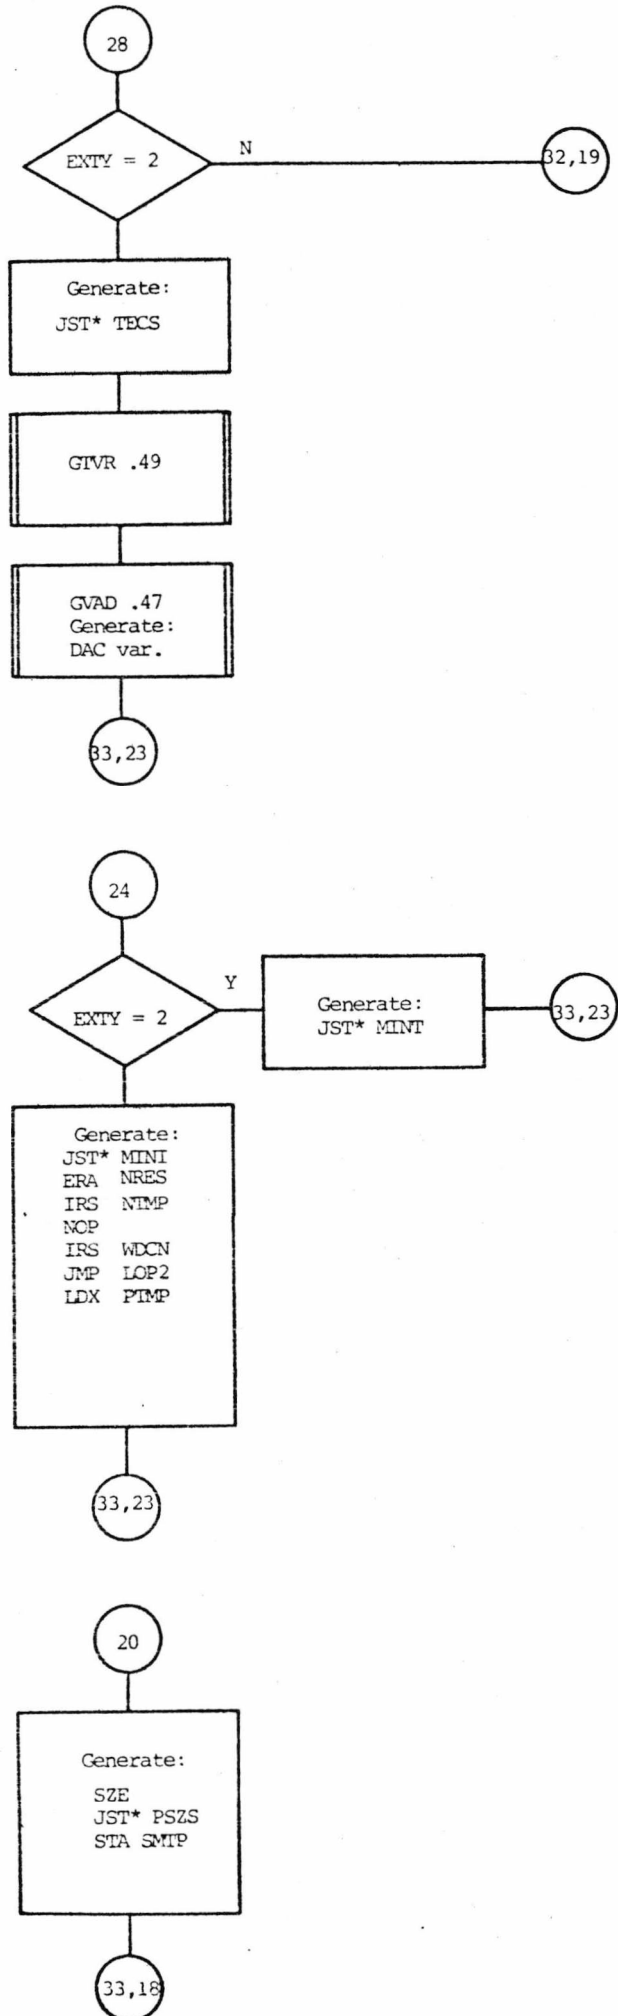 28
EXTY = 2
N
32,19
Generate:
JST* TECS
GTVR .49
GVAD .47
Generate:
DAC var.
33,23
24
EXTY = 2
Y
Generate:
JST* MINT
33,23
Generate:
JST* MINI
ERA NRES
IRS NTMP
NOP
IRS WDCN
JMP LOP2
LDX PTMP
33,23
20
Generate:
SZE
JST* PSZS
STA SMTP
33,18